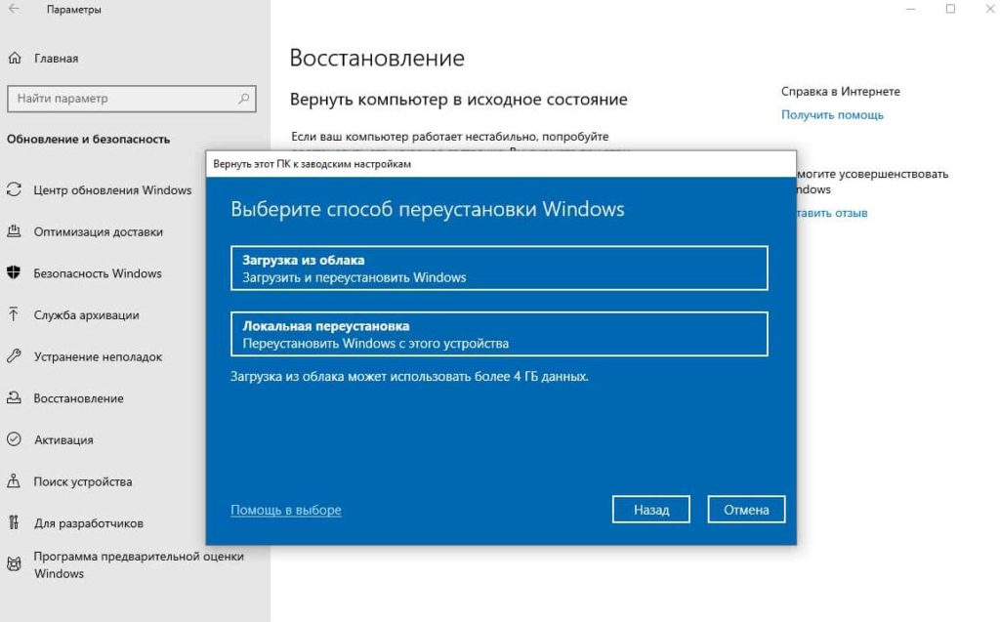 Параметры
Главная
Найти параметр
Обновление и безопасность
Центр обновления Windows
Оптимизация доставки
Безопасность Windows
Служба архивации
Устранение неполадок
Восстановление
Активация
Поиск устройства
Для разработчиков
Программа предварительной оценки
Windows
Восстановление
Вернуть компьютер в исходное состояние
Если ваш компьютер работает нестабильно, попробуйте
Вернуть этот ПК к заводским настройкам
Выберите способ переустановки Windows
Загрузка из облака
Загрузить и переустановить Windows
Локальная переустановка
Переустановить Windows с этого устройства
Загрузка из облака может использовать более 4 ГБ данных.
Помощь в выборе
Назад
Отмена
Справка в Интернете
Получить помощь
могите усовершенствовать
ndows
тавить отзыв